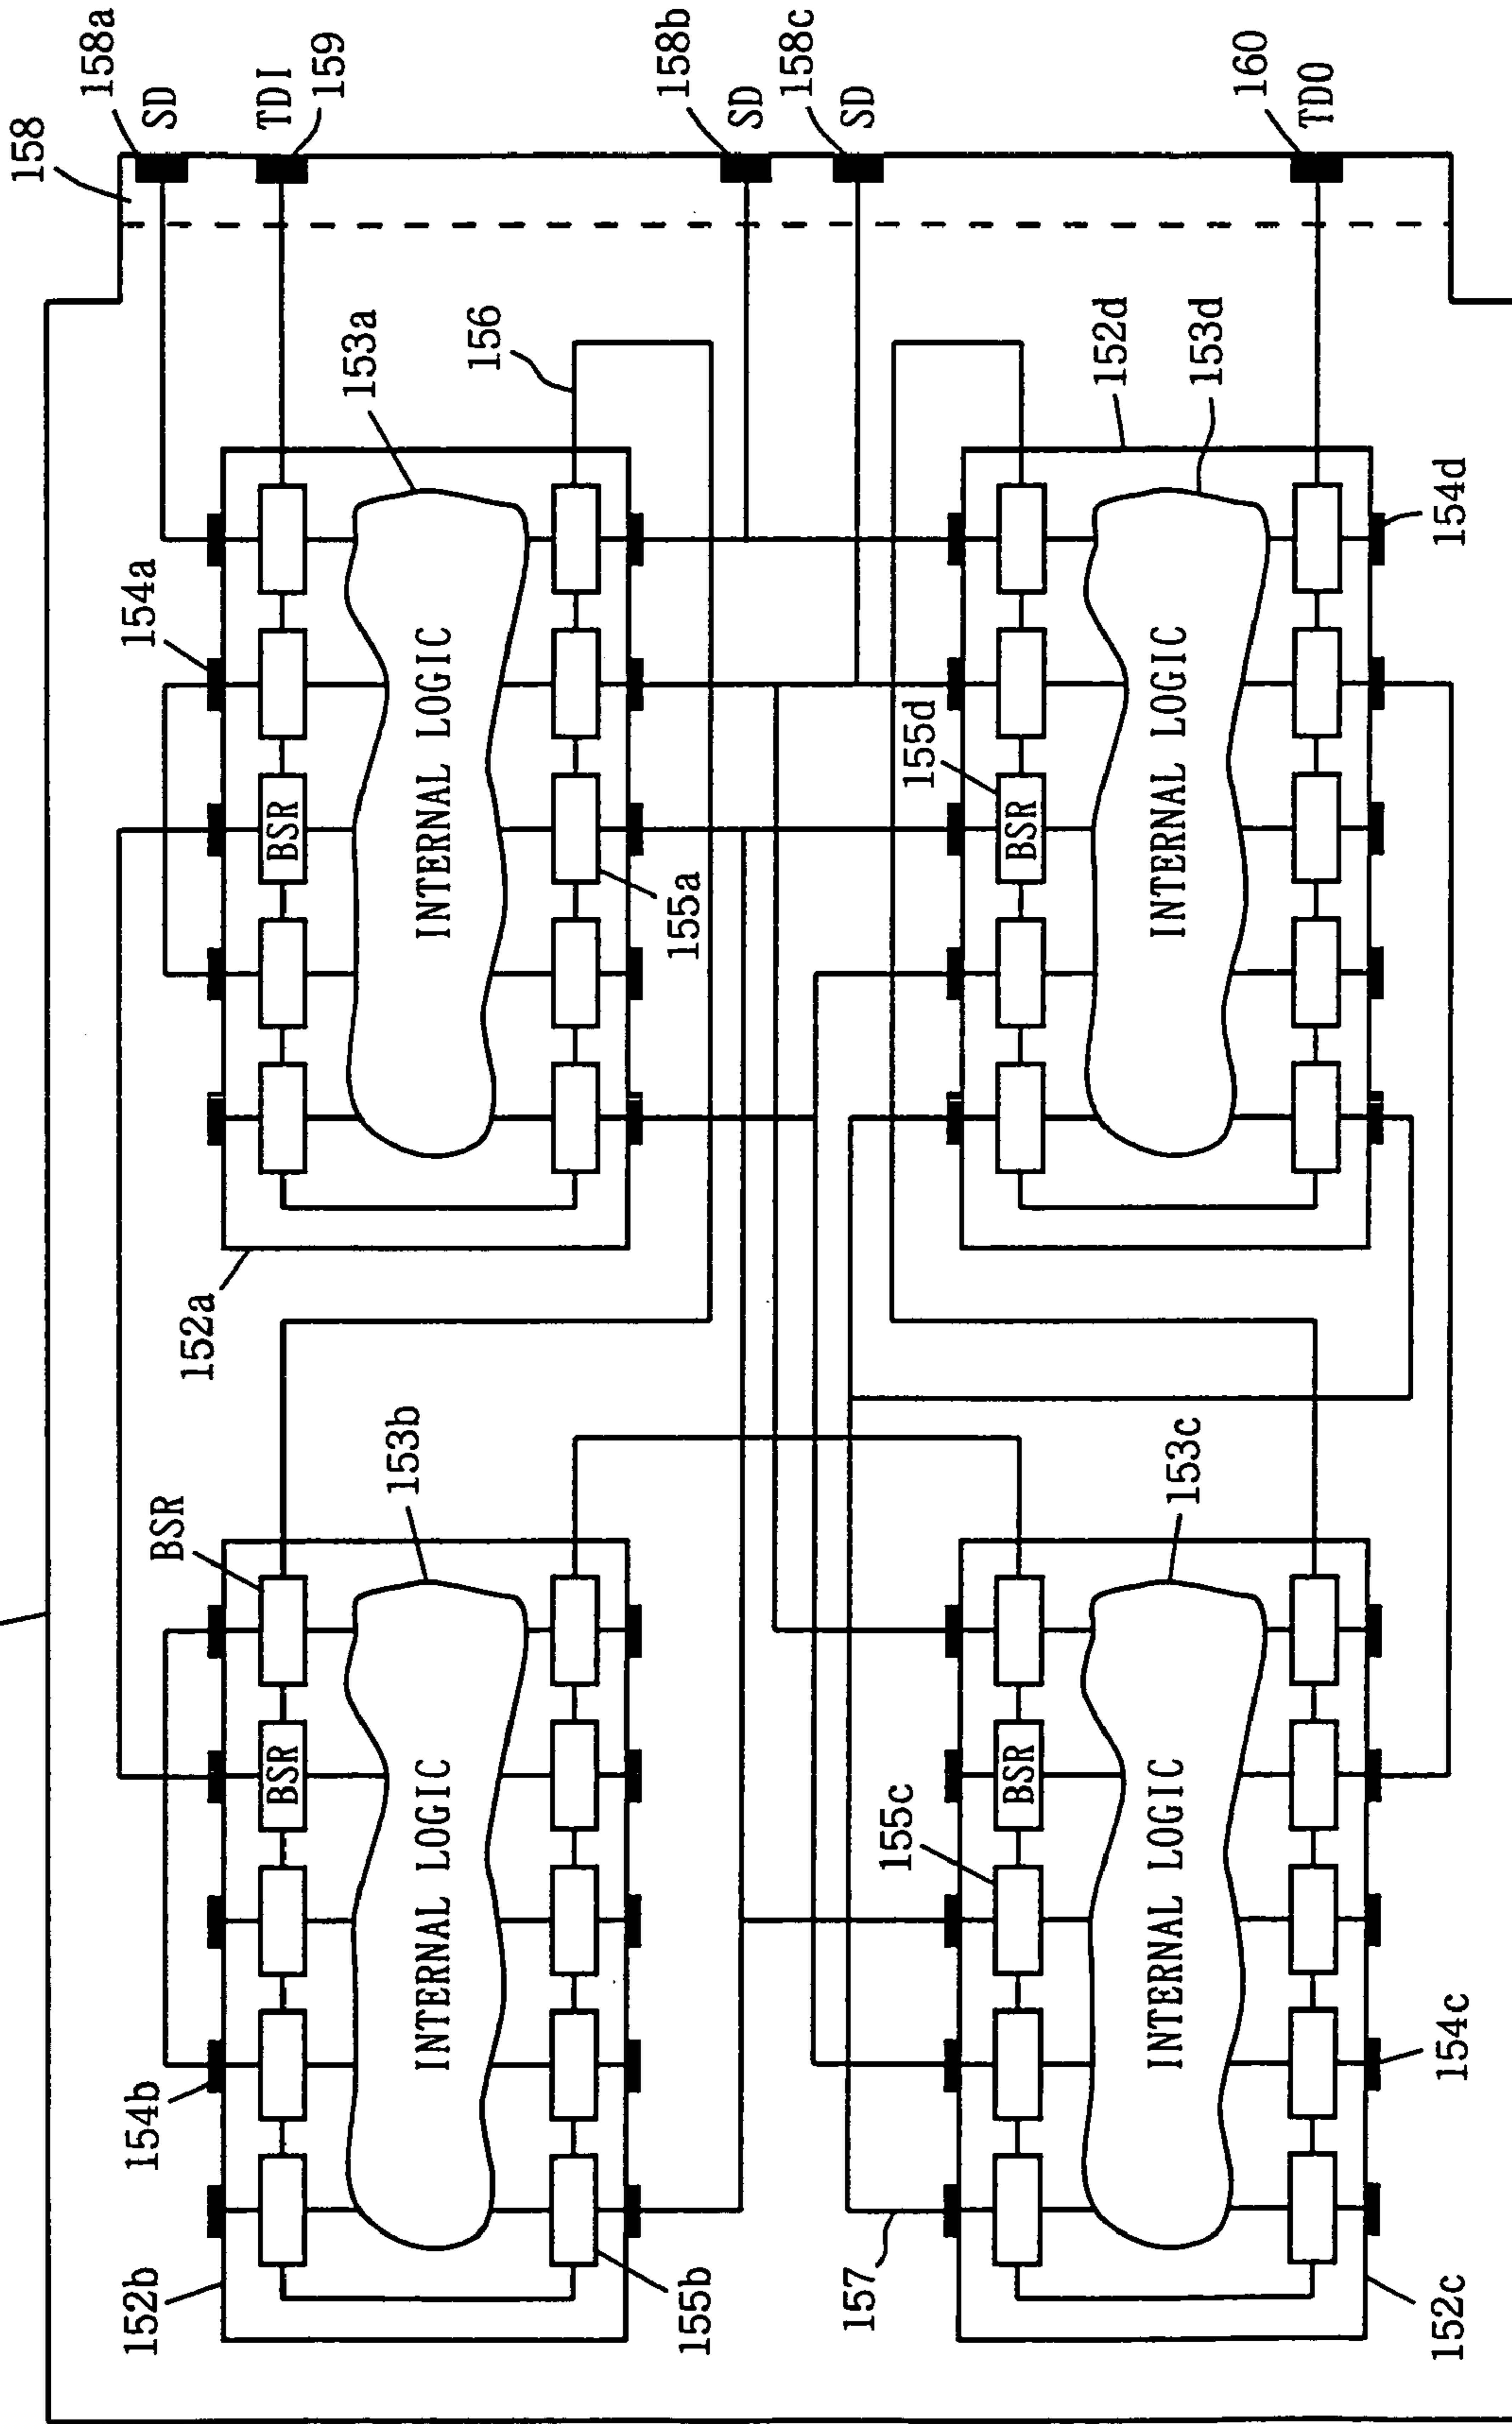 158
158a
152b
154b
BSR
154a
SD
152a
BSR
BSR
TDI
159
153a
153b
INTERNAL LOGIC
INTERNAL LOGIC
156
155b
155a
158b
SD
158c
157
SD
155c
155d
BSR
BSR
152d
INTERNAL LOGIC
INTERNAL LOGIC
153c
153d
160
TDO
152c
154c
154d